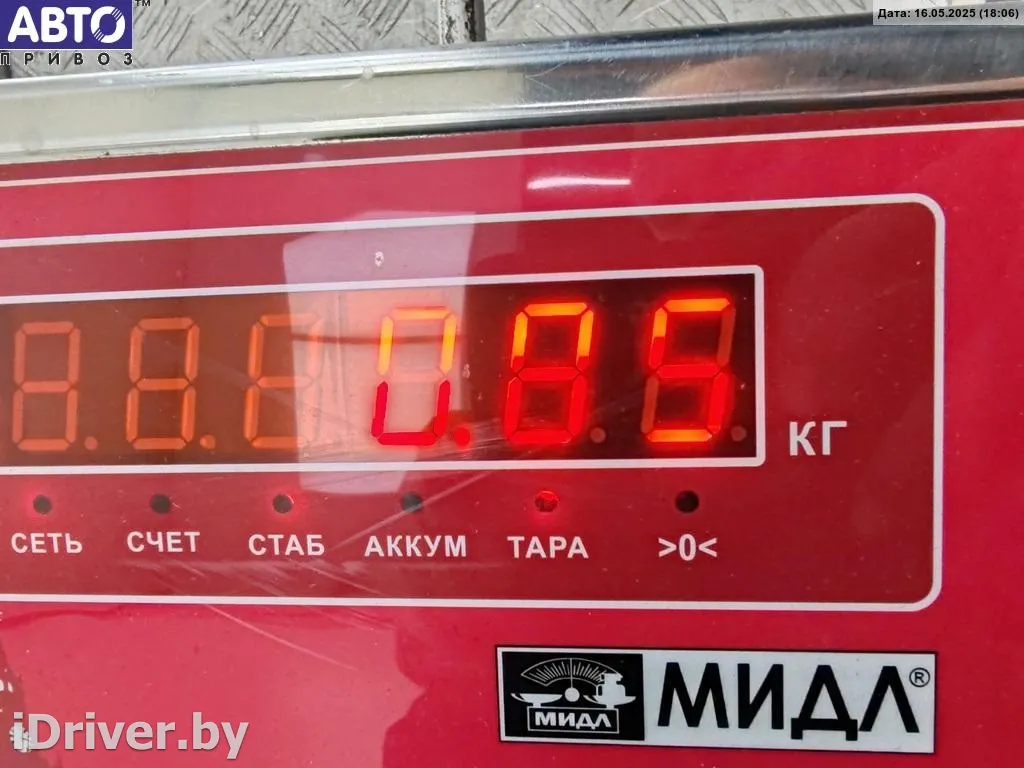 АВТО™
ПРИВОЗ
Дата: 16.05.2025 (18:06)
0.85
КГ
СЕТЬ СЧЕТ СТАБ АККУМ ТАРА >0<
МИДЛ
МИДЛ®
iDriver.by